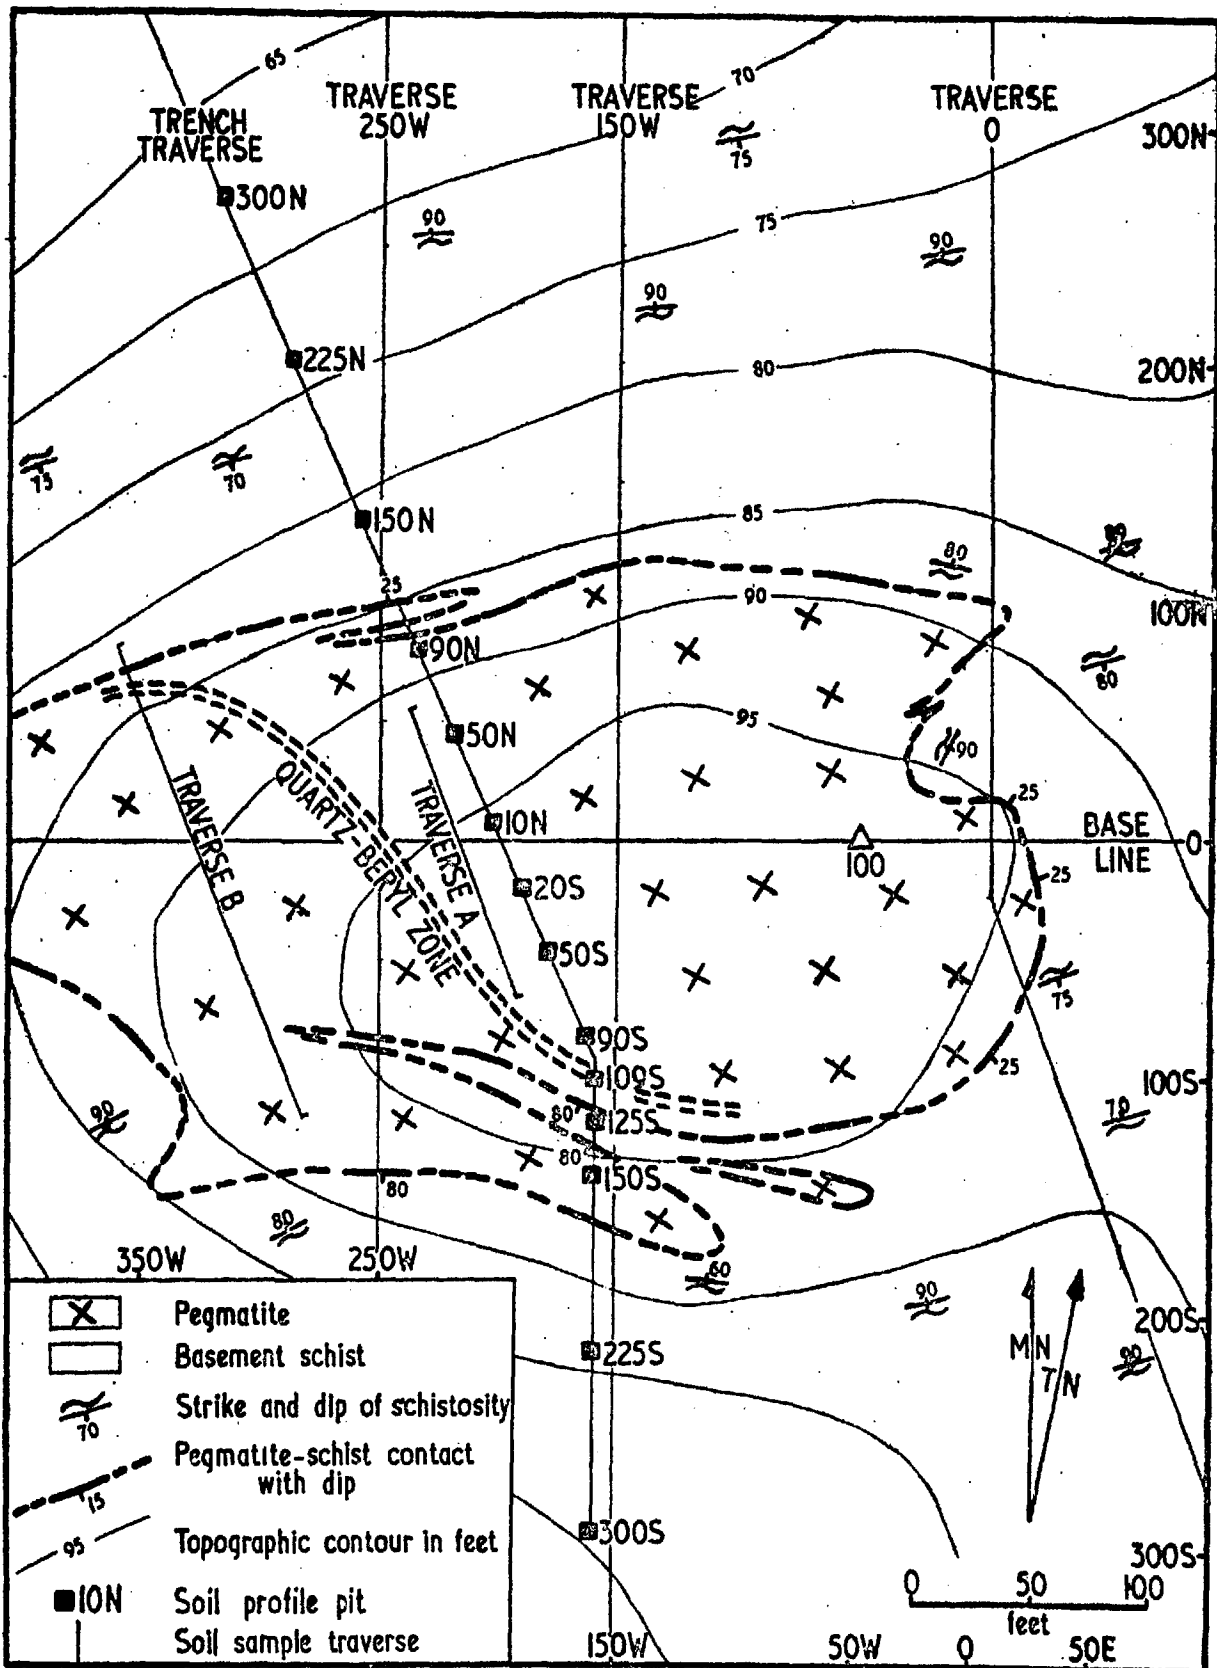 65
70
TRAVERSE
250W
TRAVERSE
150W
TRAVERSE
0
TRENCH
TRAVERSE
300N
75
300N
90
75
90
90
225N
80
200N
75
70
150N
85
80
25
90
100N
90N
80
95
50N
90
QUARTZ-BERYL ZONE
TRAVERSE A
TRAVERSE B
25
10N
BASE
LINE
0
100
20S
25
50S
75
90S
25
109S
100S
90
80
125S
70
80
150S
80
80
60
350W
250W
90
200S
225S
MN
TN
Pegmatite
Basement schist
70
Strike and dip of schistosity
Pegmatite-schist contact
with dip
15
95
Topographic contour in feet
10N
Soil profile pit
Soil sample traverse
300S
300S
0
50
100
feet
150W
50W
0
50E